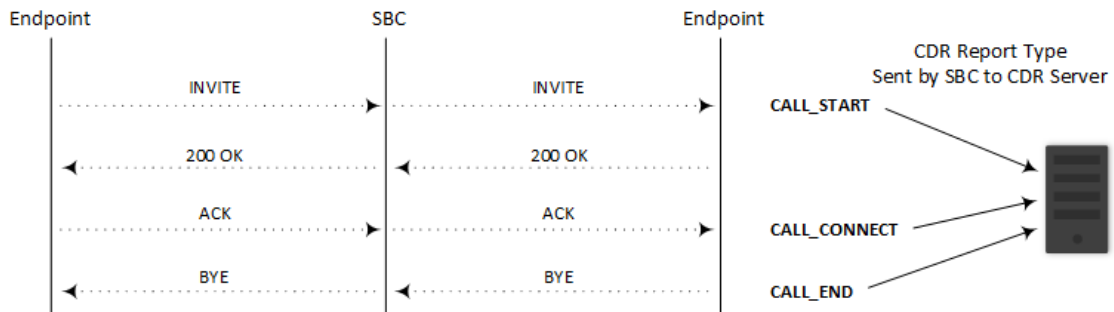 Endpoint SBC Endpoint
CDR Report Type
Sent by SBC to CDR Server
INVITE INVITE CALL_START
200 OK 200 OK
ACK ACK CALL_CONNECT
BYE BYE CALL_END